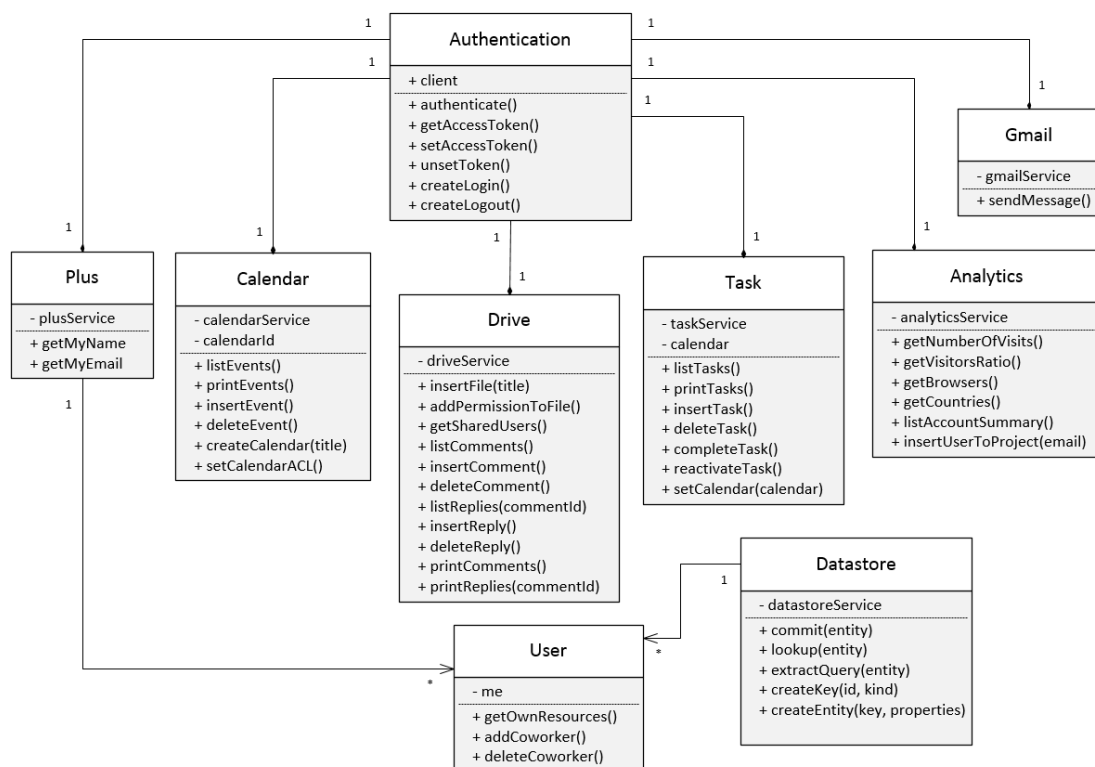 Authentication
+ client
+ authenticate()
+ getAccessToken()
+ setAccessToken()
+ unsetToken()
+ createLogin()
+ createLogout()
1
1
1
1
1
1
1
1
1
1
1
1
Gmail
- gmailService
+ sendMessage()
Plus
- plusService
+ getMyName
+ getMyEmail
1
Calendar
- calendarService
- calendarId
+ listEvents()
+ printEvents()
+ insertEvent()
+ deleteEvent()
+ createCalendar(title)
+ setCalendarACL()
Drive
- driveService
+ insertFile(title)
+ addPermissionToFile()
+ getSharedUsers()
+ listComments()
+ insertComment()
+ deleteComment()
+ listReplies(commentId)
+ insertReply()
+ deleteReply()
+ printComments()
+ printReplies(commentId)
Task
- taskService
- calendar
+ listTasks()
+ printTasks()
+ insertTask()
+ deleteTask()
+ completeTask()
+ reactivateTask()
+ setCalendar(calendar)
Analytics
- analyticsService
+ getNumberOfVisits()
+ getVisitorsRatio()
+ getBrowsers()
+ getCountries()
+ listAccountSummary()
+ insertUserToProject(email)
Datastore
- datastoreService
+ commit(entity)
+ lookup(entity)
+ extractQuery(entity)
+ createKey(id, kind)
+ createEntity(key, properties)
1
*
*
User
- me
+ getOwnResources()
+ addCoworker()
+ deleteCoworker()